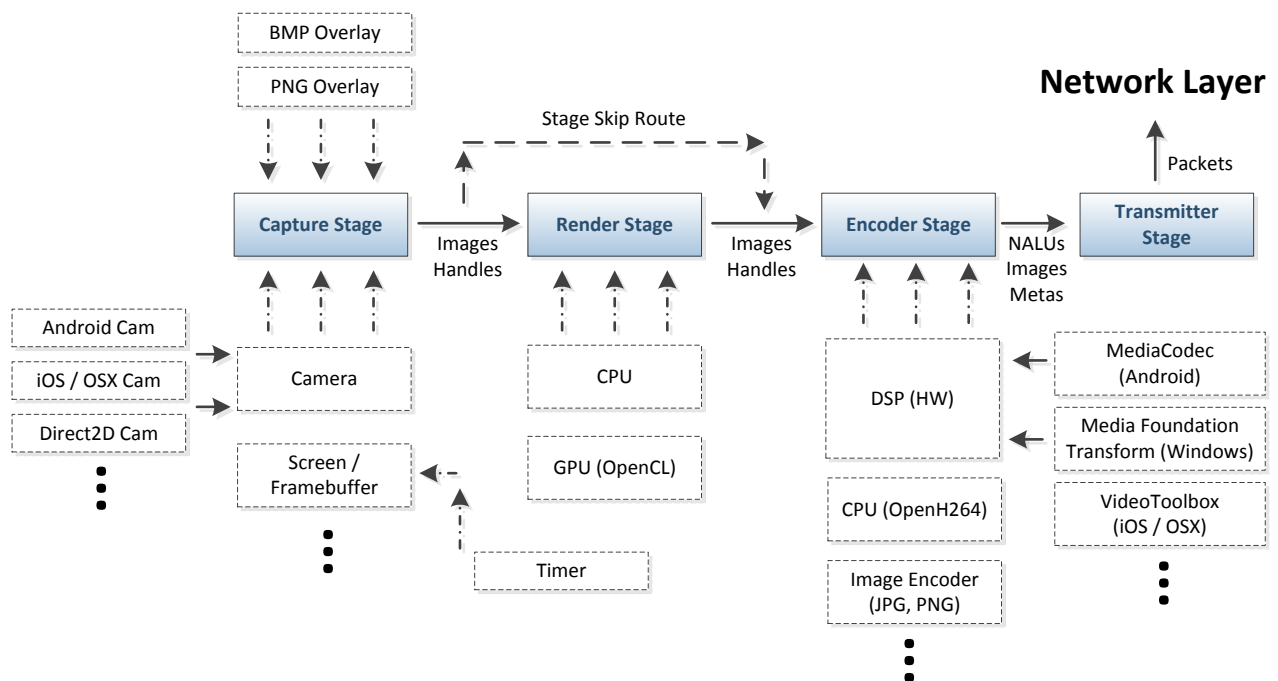 BMP Overlay
PNG Overlay
Network Layer
Stage Skip Route
Packets
Capture Stage
Images
Handles
Render Stage
Images
Handles
Encoder Stage
NALUs
Images
Metas
Transmitter
Stage
Android Cam
iOS / OSX Cam
Direct2D Cam
Camera
Screen /
Framebuffer
Timer
CPU
GPU (OpenCL)
DSP (HW)
CPU (OpenH264)
Image Encoder
(JPG, PNG)
MediaCodec
(Android)
Media Foundation
Transform (Windows)
VideoToolbox
(iOS / OSX)